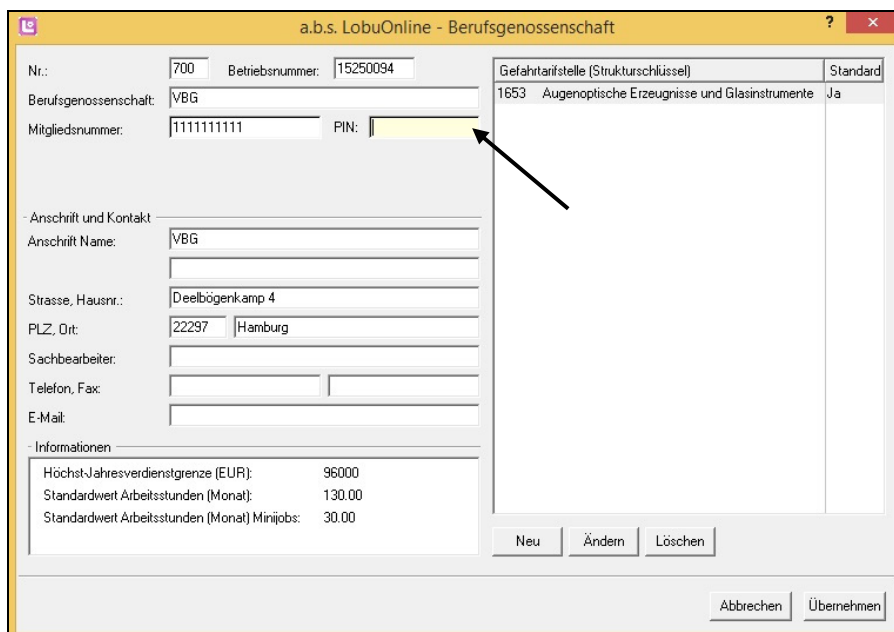 a.b.s. LobuOnline - Berufsgenossenschaft ? ×
Nr.: 700 Betriebsnummer: 15250094
Berufsgenossenschaft: VBG
Mitgliedsnummer: 1111111111 PIN:
Anschrift und Kontakt
Anschrift Name: VBG
Strasse, Hausnr.: Deelbögenkamp 4
PLZ, Ort: 22297 Hamburg
Sachbearbeiter:
Telefon, Fax:
E-Mail:
Informationen
Höchst-Jahresverdienstgrenze (EUR): 96000
Standardwert Arbeitsstunden (Monat): 130.00
Standardwert Arbeitsstunden (Monat) Minijobs: 30.00
Gefahrtarifstelle (Strukturschlüssel) Standard
1653 Augenoptische Erzeugnisse und Glasinstrumente Ja
Neu Ändern Löschen
Abbrechen Übernehmen